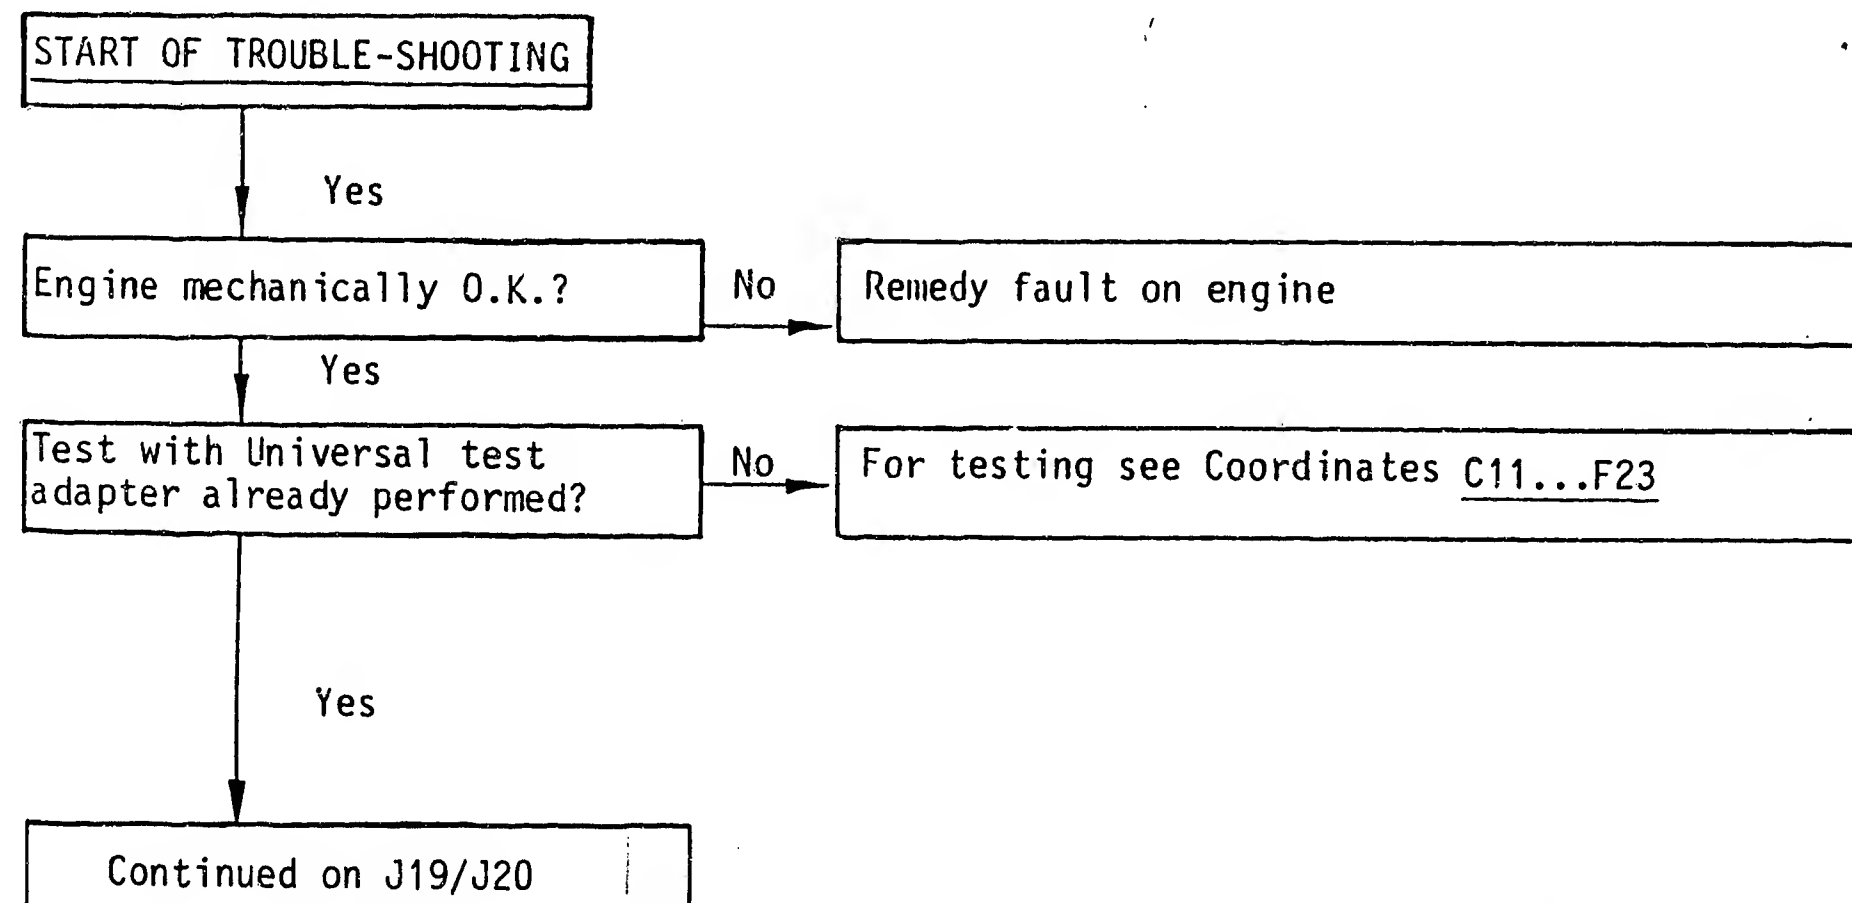 START OF TROUBLE-SHOOTING
Yes
Engine mechanically O.K.?
No
Remedy fault on engine
Yes
Test with Universal test
adapter already performed?
No
For testing see Coordinates C11...F23
Yes
Continued on J19/J20